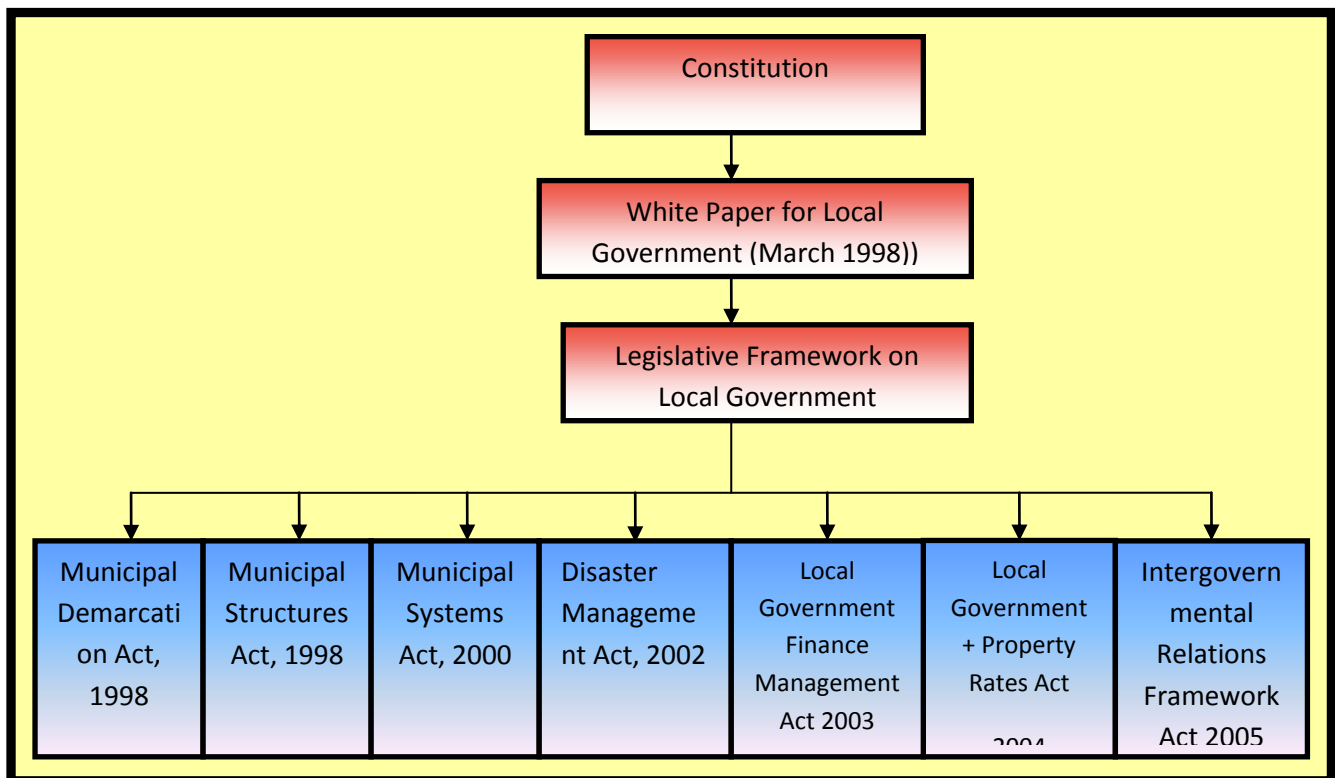 Constitution
White Paper for Local
Government (March 1998))
Legislative Framework on
Local Government
Municipal
Demarcati
on Act,
1998
Municipal
Structures
Act, 1998
Municipal
Systems
Act, 2000
Disaster
Manageme
nt Act, 2002
Local
Government
Finance
Management
Act 2003
Local
Government
+ Property
Rates Act
2004
Intergovern
mental
Relations
Framework
Act 2005